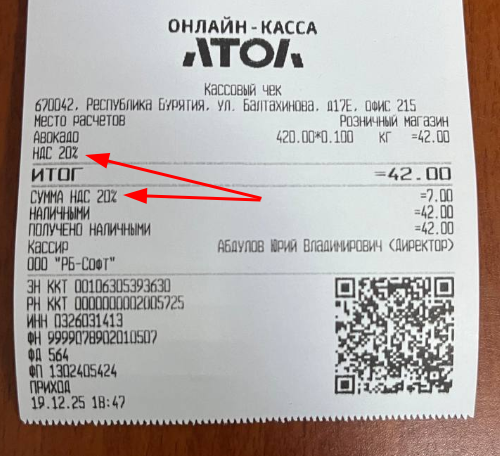 ОНЛАЙН-КАССА
АТОЛ
Кассовый чек
670042, Республика Бурятия, ул. Балтахинова, д17Е, офис 215
Место расчетов Розничный магазин
Авокадо 420.00*0.100 кг =42.00
НДС 20%
ИТОГ =42.00
СУММА НДС 20% =7.00
НАЛИЧНЫМИ =42.00
ПОЛУЧЕНО НАЛИЧНЫМИ =42.00
Кассир Абдулов Юрий Владимирович (Директор)
ООО "РБ-Софт"
ЗН ККТ 00106305393630
РН ККТ 0000000002005725
ИНН 0326031413
ФН 9999078902010507
ФД 564
ФП 1302405424
ПРИХОД
19.12.25 18:47